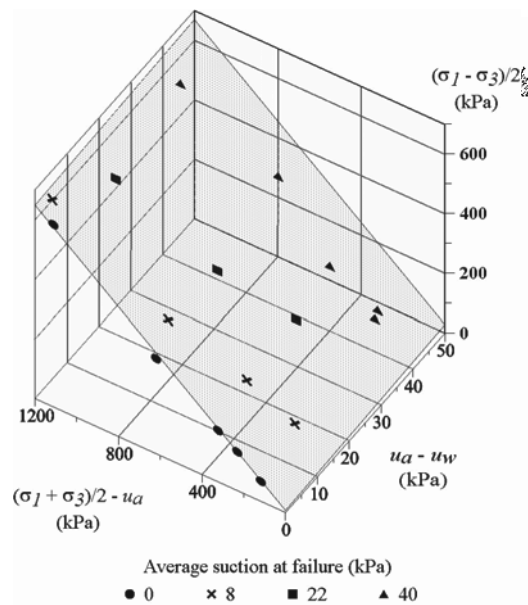 (σ1 - σ3)/2
(kPa)
600
400
200
0
50
40
30
20
10
0
1200
800
400
ua - uw
(kPa)
(σ1 + σ3)/2 - ua
(kPa)
Average suction at failure (kPa)
● 0 × 8 ■ 22 ▲ 40